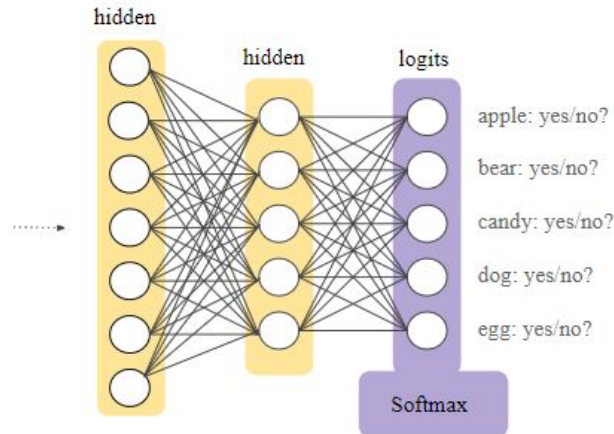 hidden
hidden
logits
apple: yes/no?
bear: yes/no?
candy: yes/no?
dog: yes/no?
egg: yes/no?
Softmax